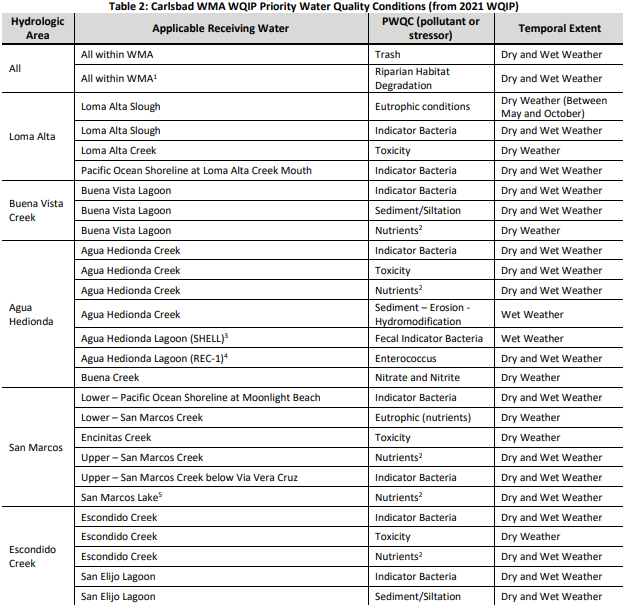 Table 2: Carlsbad WMA WQIP Priority Water Quality Conditions (from 2021 WQIP)
Hydrologic Area | Applicable Receiving Water | PWQC (pollutant or stressor) | Temporal Extent
All | All within WMA | Trash | Dry and Wet Weather
All within WMA¹ | Riparian Habitat Degradation | Dry and Wet Weather
Loma Alta | Loma Alta Slough | Eutrophic conditions | Dry Weather (Between May and October)
Loma Alta Slough | Indicator Bacteria | Dry and Wet Weather
Loma Alta Creek | Toxicity | Dry Weather
Pacific Ocean Shoreline at Loma Alta Creek Mouth | Indicator Bacteria | Dry and Wet Weather
Buena Vista Creek | Buena Vista Lagoon | Indicator Bacteria | Dry and Wet Weather
Buena Vista Lagoon | Sediment/Siltation | Dry and Wet Weather
Buena Vista Lagoon | Nutrients² | Dry Weather
Agua Hedionda | Agua Hedionda Creek | Indicator Bacteria | Dry and Wet Weather
Agua Hedionda Creek | Toxicity | Dry and Wet Weather
Agua Hedionda Creek | Nutrients² | Dry and Wet Weather
Agua Hedionda Creek | Sediment – Erosion - Hydromodification | Wet Weather
Agua Hedionda Lagoon (SHELL)³ | Fecal Indicator Bacteria | Wet Weather
Agua Hedionda Lagoon (REC-1)⁴ | Enterococcus | Dry and Wet Weather
Buena Creek | Nitrate and Nitrite | Dry Weather
San Marcos | Lower – Pacific Ocean Shoreline at Moonlight Beach | Indicator Bacteria | Dry and Wet Weather
Lower – San Marcos Creek | Eutrophic (nutrients) | Dry Weather
Encinitas Creek | Toxicity | Dry Weather
Upper – San Marcos Creek | Nutrients² | Dry and Wet Weather
Upper – San Marcos Creek below Via Vera Cruz | Indicator Bacteria | Dry and Wet Weather
San Marcos Lake⁵ | Nutrients² | Dry and Wet Weather
Escondido Creek | Escondido Creek | Indicator Bacteria | Dry and Wet Weather
Escondido Creek | Toxicity | Dry Weather
Escondido Creek | Nutrients² | Dry and Wet Weather
San Elijo Lagoon | Indicator Bacteria | Dry and Wet Weather
San Elijo Lagoon | Sediment/Siltation | Dry and Wet Weather